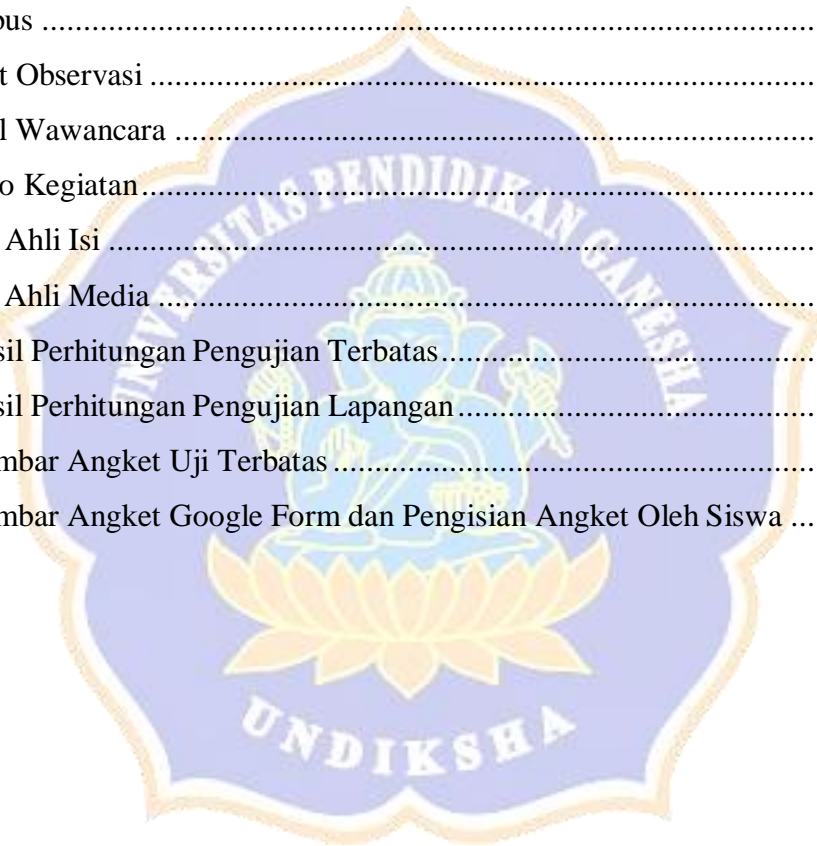 bus ..........................................................................................
t Observasi ..............................................................................
l Wawancara ...........................................................................
o Kegiatan...............................................................................
Ahli Isi ...................................................................................
Ahli Media .............................................................................
sil Perhitungan Pengujian Terbatas..........................................
sil Perhitungan Pengujian Lapangan........................................
mbar Angket Uji Terbatas .......................................................
mbar Angket Google Form dan Pengisian Angket Oleh Siswa ...
UNIVERSITAS PENDIDIKAN GANESHA
UNDIKSHA